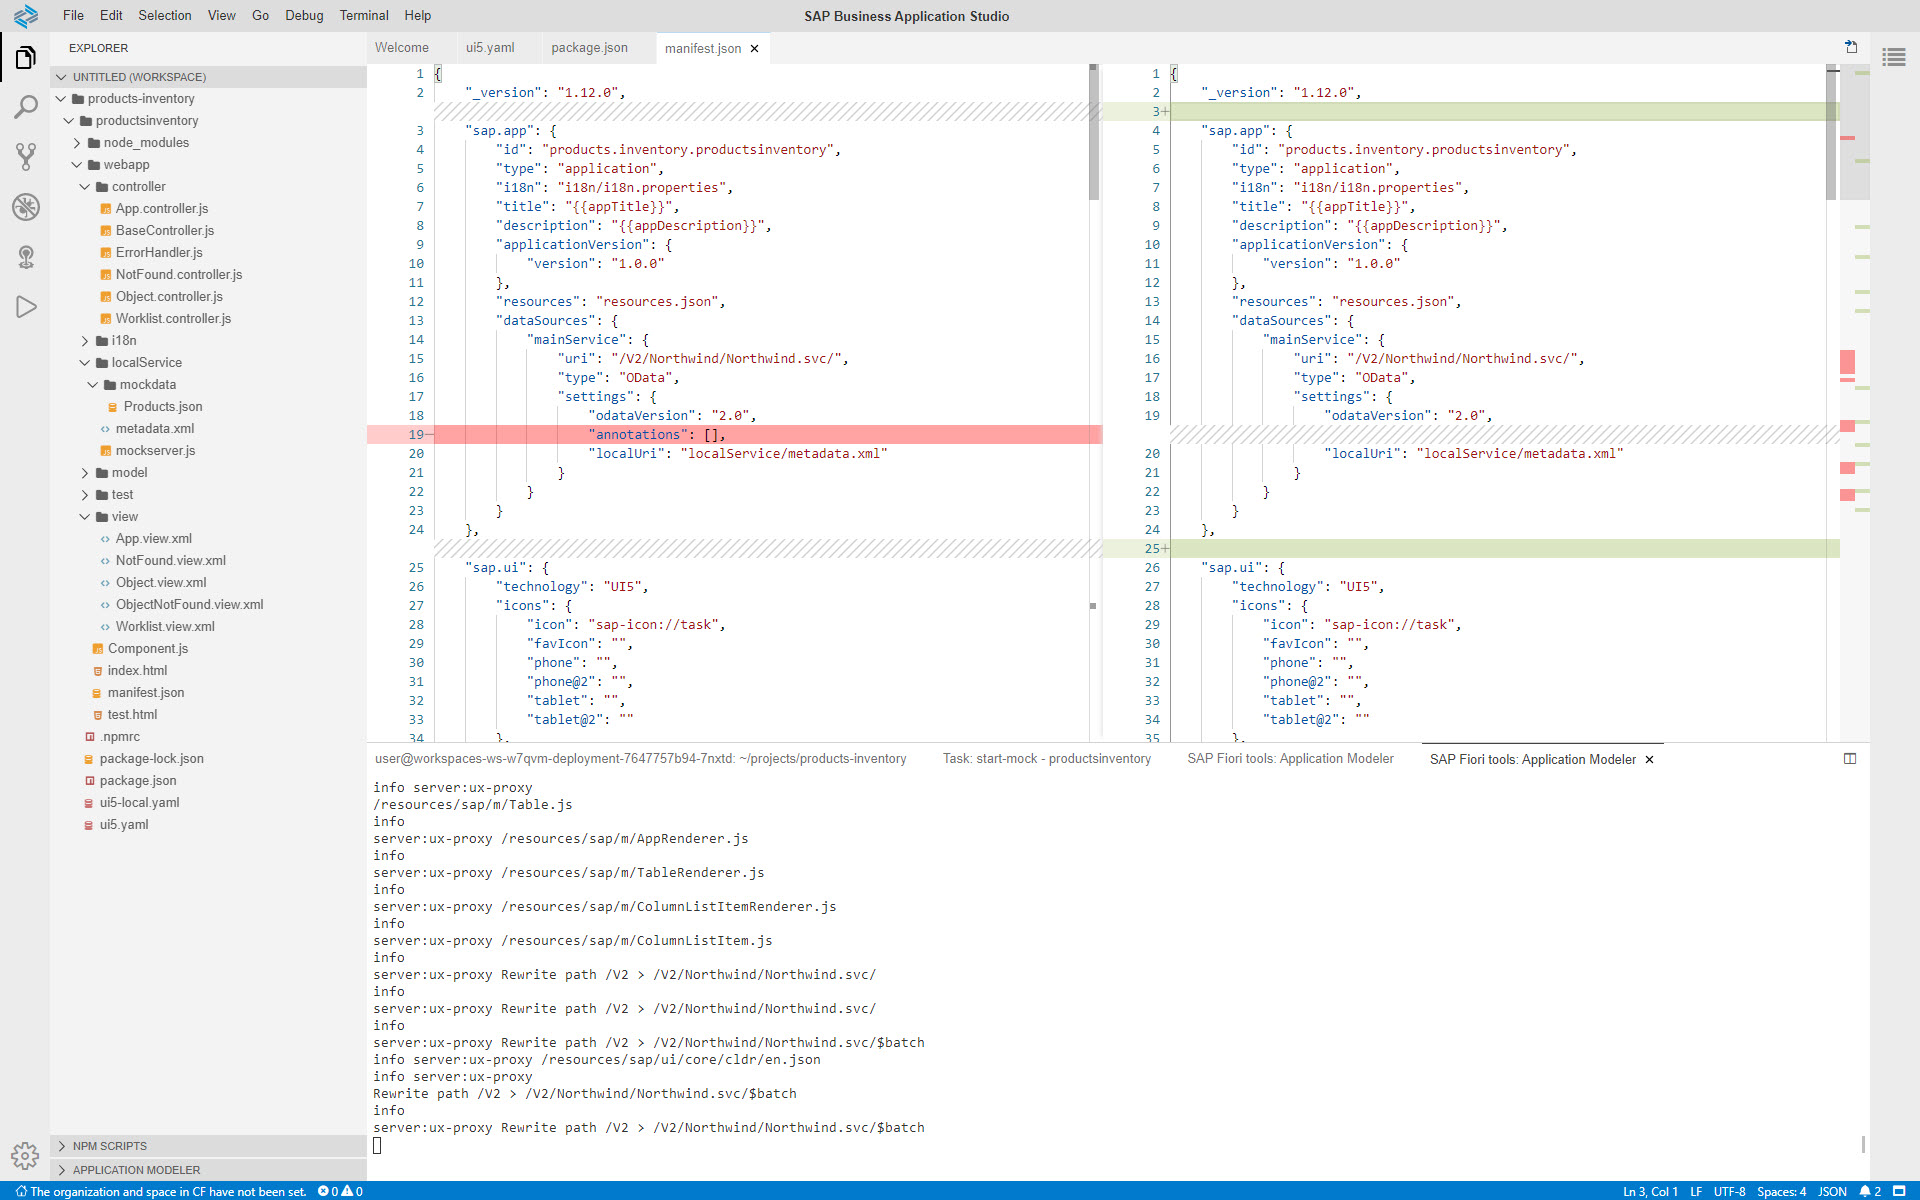 File Edit Selection View Go Debug Terminal Help
SAP Business Application Studio
EXPLORER
UNTITLED (WORKSPACE)
products-inventory
productsinventory
node_modules
webapp
controller
App.controller.js
BaseController.js
ErrorHandler.js
NotFound.controller.js
Object.controller.js
Worklist.controller.js
i18n
localService
mockdata
Products.json
metadata.xml
mockserver.js
model
test
view
App.view.xml
NotFound.view.xml
Object.view.xml
ObjectNotFound.view.xml
Worklist.view.xml
Component.js
index.html
manifest.json
test.html
.npmrc
package-lock.json
package.json
ui5-local.yaml
ui5.yaml
NPM SCRIPTS
APPLICATION MODELER
Welcome ui5.yaml package.json manifest.json ×
1 {
2 "_version": "1.12.0",
3 "sap.app": {
4 "id": "products.inventory.productsinventory",
5 "type": "application",
6 "i18n": "i18n/i18n.properties",
7 "title": "{{appTitle}}",
8 "description": "{{appDescription}}",
9 "applicationVersion": {
10 "version": "1.0.0"
11 },
12 "resources": "resources.json",
13 "dataSources": {
14 "mainService": {
15 "uri": "/V2/Northwind/Northwind.svc/",
16 "type": "OData",
17 "settings": {
18 "odataVersion": "2.0",
19− "annotations": [],
20 "localUri": "localService/metadata.xml"
21 }
22 }
23 }
24 },
25 "sap.ui": {
26 "technology": "UI5",
27 "icons": {
28 "icon": "sap-icon://task",
29 "favIcon": "",
30 "phone": "",
31 "phone@2": "",
32 "tablet": "",
33 "tablet@2": ""
34 },
1 {
2 "_version": "1.12.0",
3+
4 "sap.app": {
5 "id": "products.inventory.productsinventory",
6 "type": "application",
7 "i18n": "i18n/i18n.properties",
8 "title": "{{appTitle}}",
9 "description": "{{appDescription}}",
10 "applicationVersion": {
11 "version": "1.0.0"
12 },
13 "resources": "resources.json",
14 "dataSources": {
15 "mainService": {
16 "uri": "/V2/Northwind/Northwind.svc/",
17 "type": "OData",
18 "settings": {
19 "odataVersion": "2.0",
20 "localUri": "localService/metadata.xml"
21 }
22 }
23 }
24 },
25+
26 "sap.ui": {
27 "technology": "UI5",
28 "icons": {
29 "icon": "sap-icon://task",
30 "favIcon": "",
31 "phone": "",
32 "phone@2": "",
33 "tablet": "",
34 "tablet@2": ""
35 },
user@workspaces-ws-w7qvm-deployment-7647757b94-7nxtd: ~/projects/products-inventory Task: start-mock - productsinventory SAP Fiori tools: Application Modeler SAP Fiori tools: Application Modeler ×
info server:ux-proxy
/resources/sap/m/Table.js
info
server:ux-proxy /resources/sap/m/AppRenderer.js
info
server:ux-proxy /resources/sap/m/TableRenderer.js
info
server:ux-proxy /resources/sap/m/ColumnListItemRenderer.js
info
server:ux-proxy /resources/sap/m/ColumnListItem.js
info
server:ux-proxy Rewrite path /V2 > /V2/Northwind/Northwind.svc/
info
server:ux-proxy Rewrite path /V2 > /V2/Northwind/Northwind.svc/
info
server:ux-proxy Rewrite path /V2 > /V2/Northwind/Northwind.svc/$batch
info server:ux-proxy /resources/sap/ui/core/cldr/en.json
info server:ux-proxy
Rewrite path /V2 > /V2/Northwind/Northwind.svc/$batch
info
server:ux-proxy Rewrite path /V2 > /V2/Northwind/Northwind.svc/$batch
The organization and space in CF have not been set. 0 0
Ln 3, Col 1 LF UTF-8 Spaces: 4 JSON 2